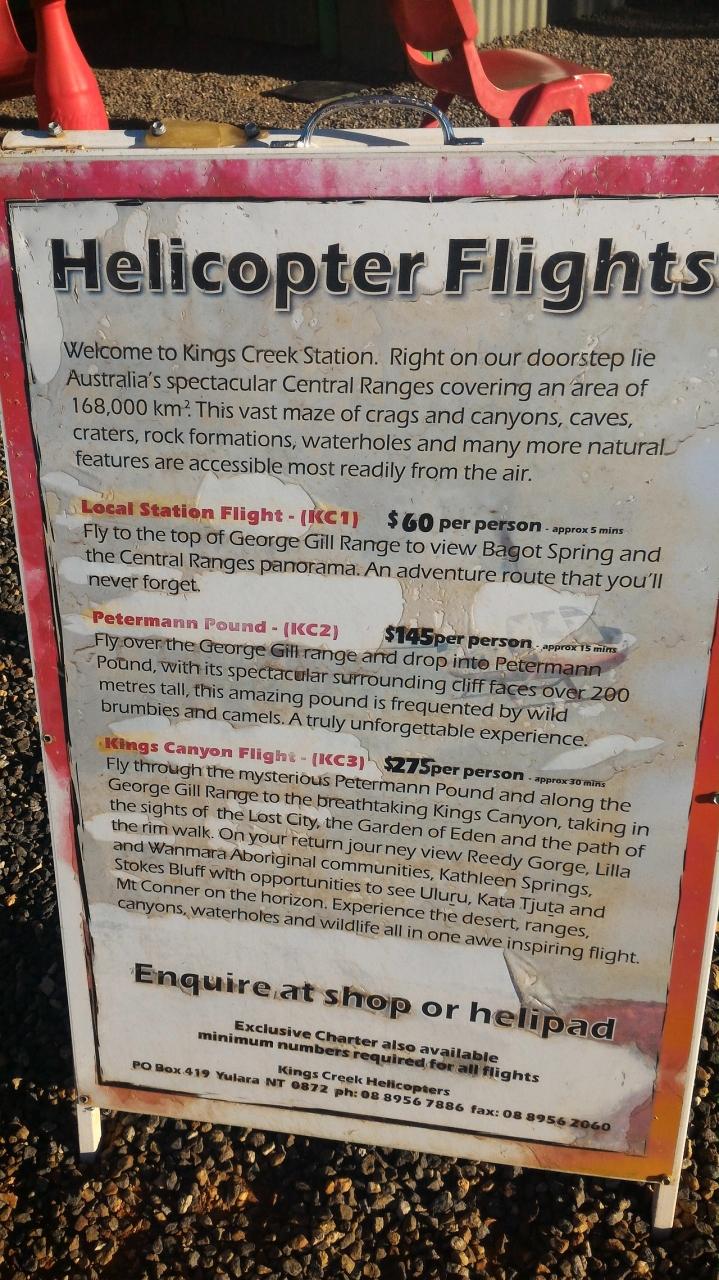 Helicopter Flights
Welcome to Kings Creek Station. Right on our doorstep lie
Australia's spectacular Central Ranges covering an area of
168,000 km². This vast maze of crags and canyons, caves,
craters, rock formations, waterholes and many more natural
features are accessible most readily from the air.
Local Station Flight - (KC1) $60 per person - approx 5 mins
Fly to the top of George Gill Range to view Bagot Spring and
the Central Ranges panorama. An adventure route that you'll
never forget.
Petermann Pound - (KC2) $145 per person - approx 15 mins
Fly over the George Gill range and drop into Petermann
Pound, with its spectacular surrounding cliff faces over 200
metres tall, this amazing pound is frequented by wild
brumbies and camels. A truly unforgettable experience.
Kings Canyon Flight - (KC3) $275 per person - approx 30 mins
Fly through the mysterious Petermann Pound and along the
George Gill Range to the breathtaking Kings Canyon, taking in
the sights of the Lost City, the Garden of Eden and the path of
the rim walk. On your return journey view Reedy Gorge, Lilla
and Wanmara Aboriginal communities, Kathleen Springs,
Stokes Bluff with opportunities to see Uluru, Kata Tjuta and
Mt Conner on the horizon. Experience the desert, ranges,
canyons, waterholes and wildlife all in one awe inspiring flight.
Enquire at shop or helipad
Exclusive Charter also available
minimum numbers required for all flights
Kings Creek Helicopters
PO Box 419 Yulara NT 0872 ph: 08 8956 7886 fax: 08 8956 2060